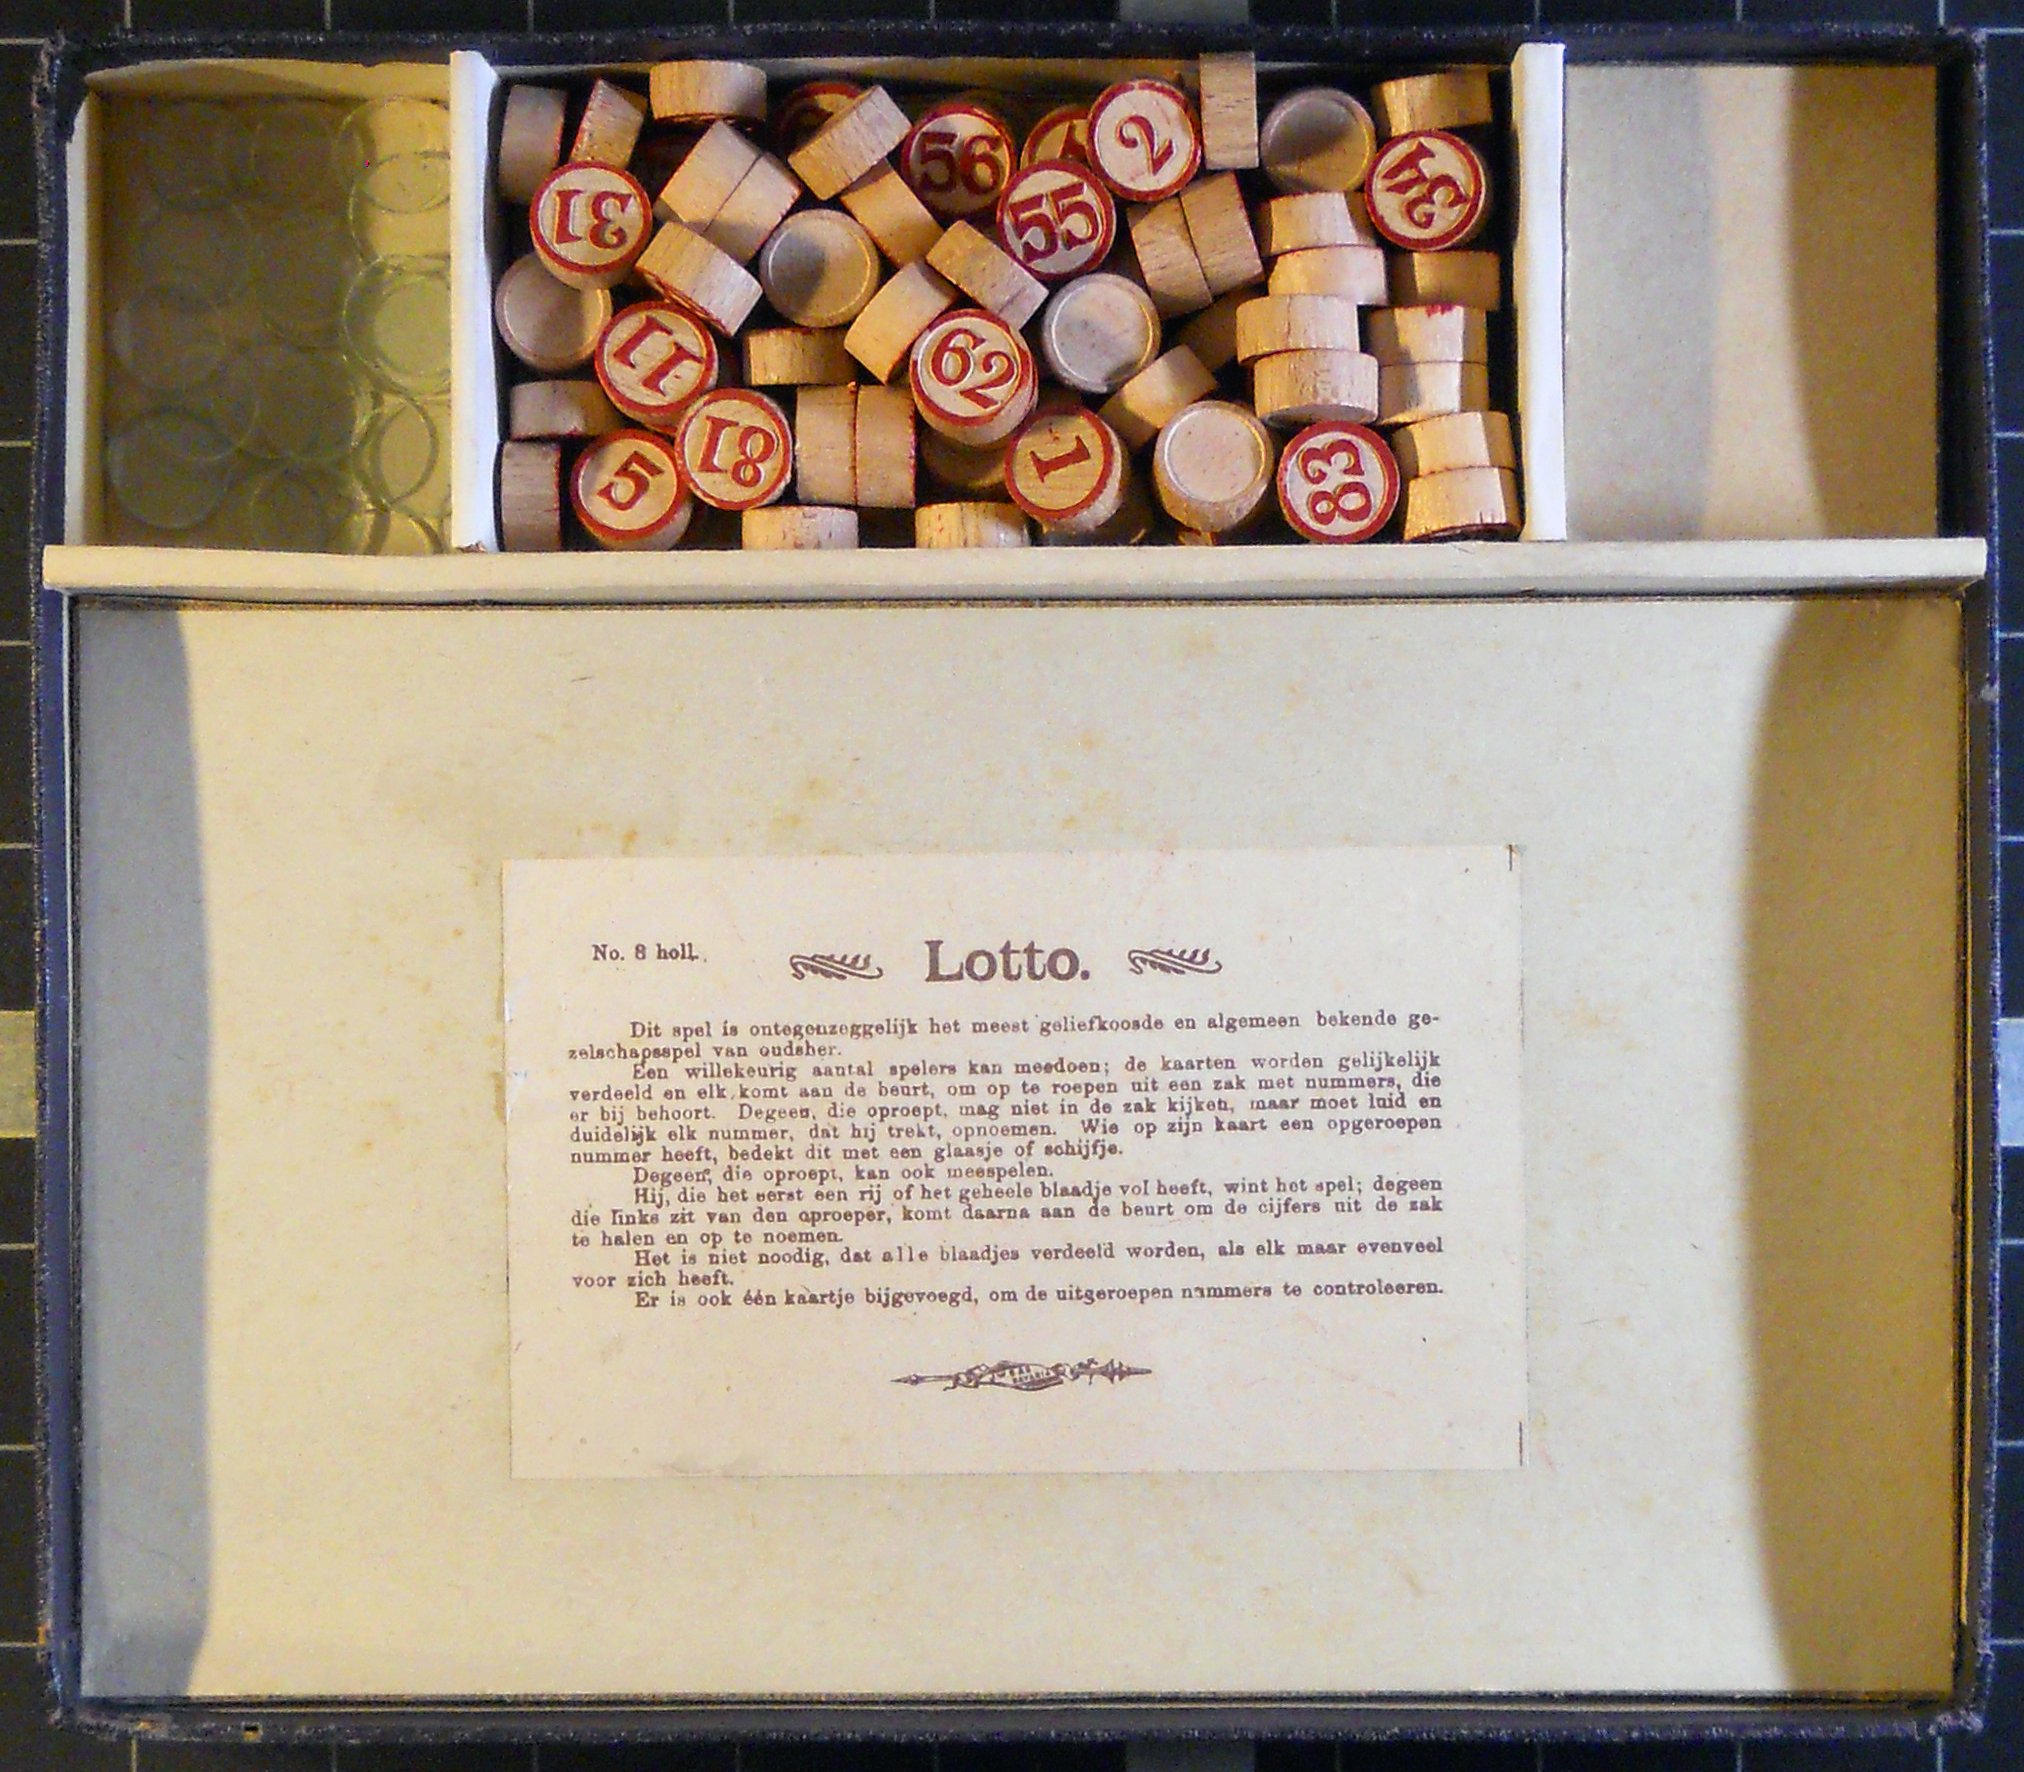 56
2
31
55
34
11
62
5
81
1
83
No. 8 holl.
Lotto.
Dit spel is ontegenzeggelijk het meest geliefkoosde en algemeen bekende ge-
zelschapsspel van oudsher.
Een willekeurig aantal spelers kan meedoen; de kaarten worden gelijkelijk
verdeeld en elk komt aan de beurt, om op te roepen uit een zak met nummers, die
er bij behoort. Degeen, die oproept, mag niet in de zak kijken, maar moet luid en
duidelijk elk nummer, dat hij trekt, opnoemen. Wie op zijn kaart een opgeroepen
nummer heeft, bedekt dit met een glaasje of schijfje.
Degeen, die oproept, kan ook meespelen.
Hij, die het eerst een rij of het geheele blaadje vol heeft, wint het spel; degeen
die links zit van den oproeper, komt daarna aan de beurt om de cijfers uit de zak
te halen en op te noemen.
Het is niet noodig, dat alle blaadjes verdeeld worden, als elk maar evenveel
voor zich heeft.
Er is ook één kaartje bijgevoegd, om de uitgeroepen nummers te controleeren.
BAVARIA